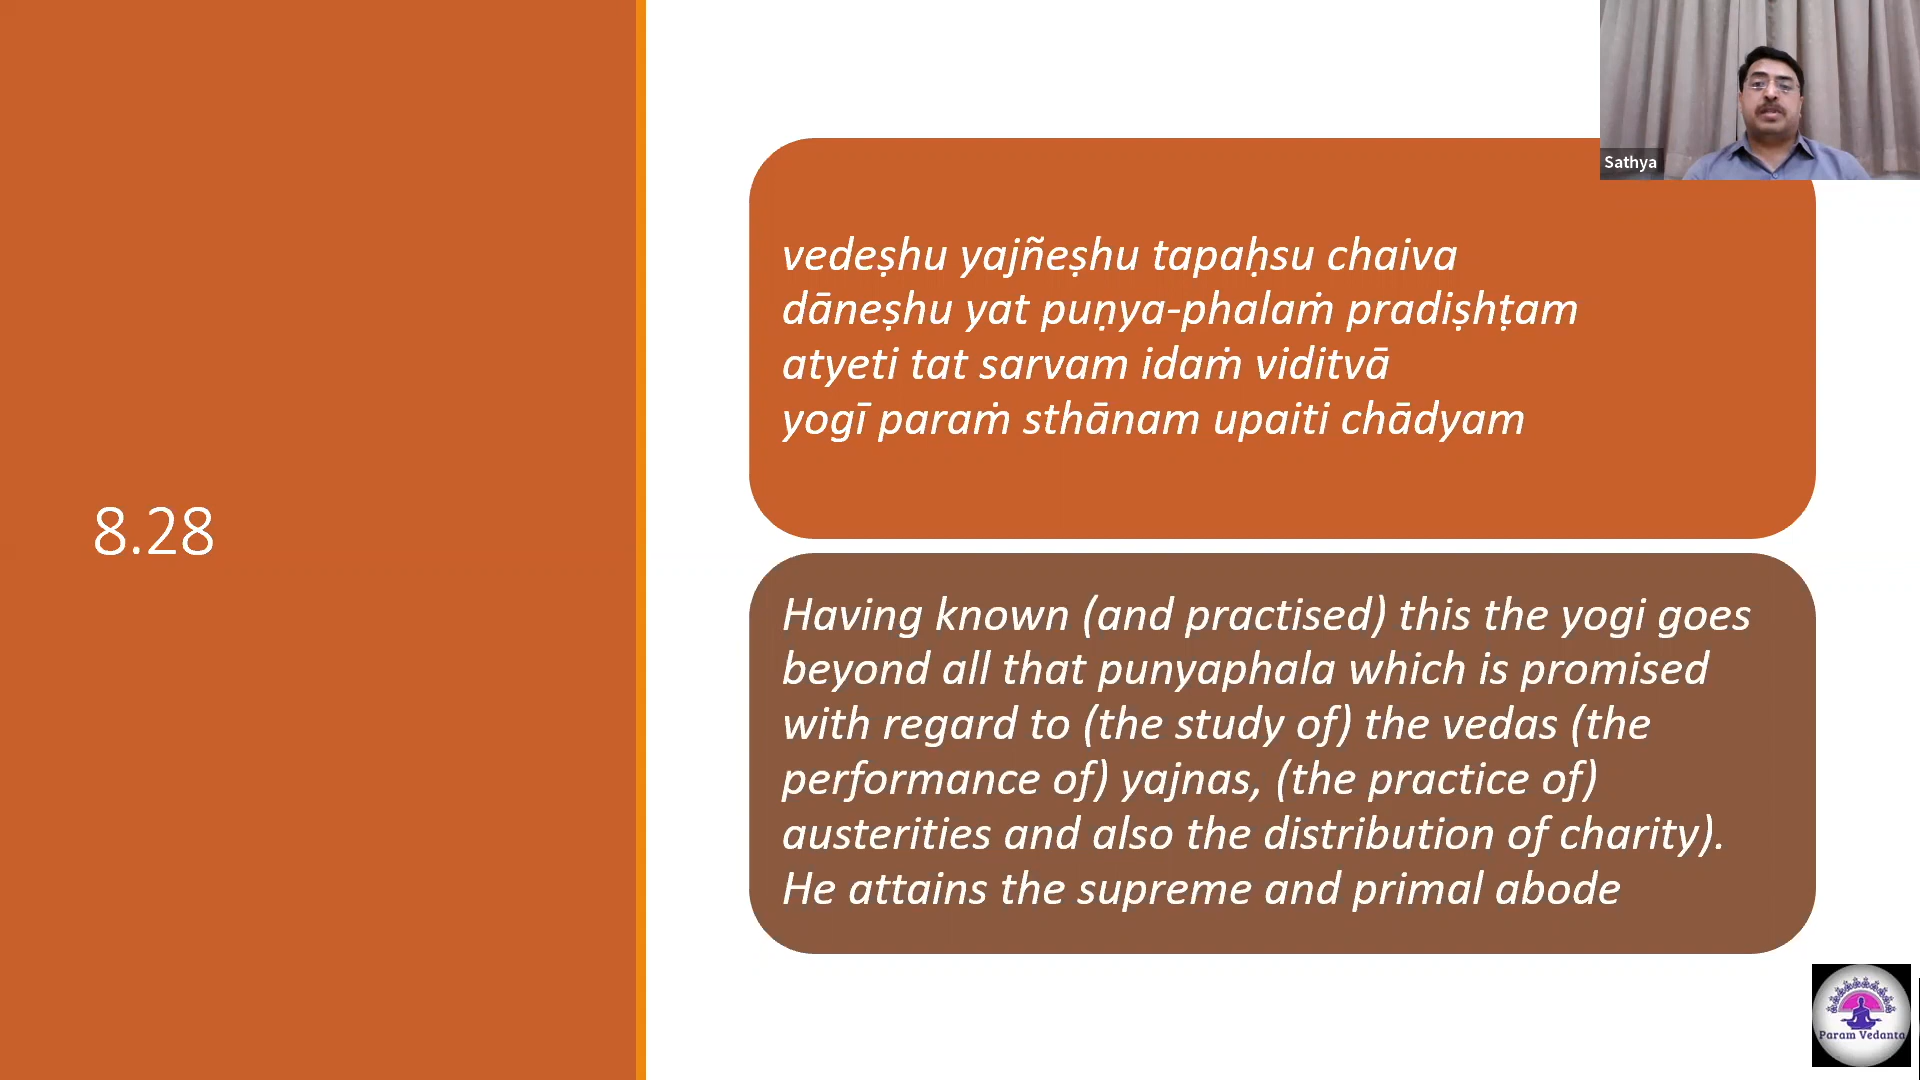 Sathya
vedeṣhu yajñeṣhu tapaḥsu chaiva
dāneṣhu yat puṇya-phalaṁ pradiṣhṭam
atyeti tat sarvam idaṁ viditvā
yogī paraṁ sthānam upaiti chādyam
8.28
Having known (and practised) this the yogi goes
beyond all that punyaphala which is promised
with regard to (the study of) the vedas (the
performance of) yajnas, (the practice of)
austerities and also the distribution of charity).
He attains the supreme and primal abode
Param Vedanta